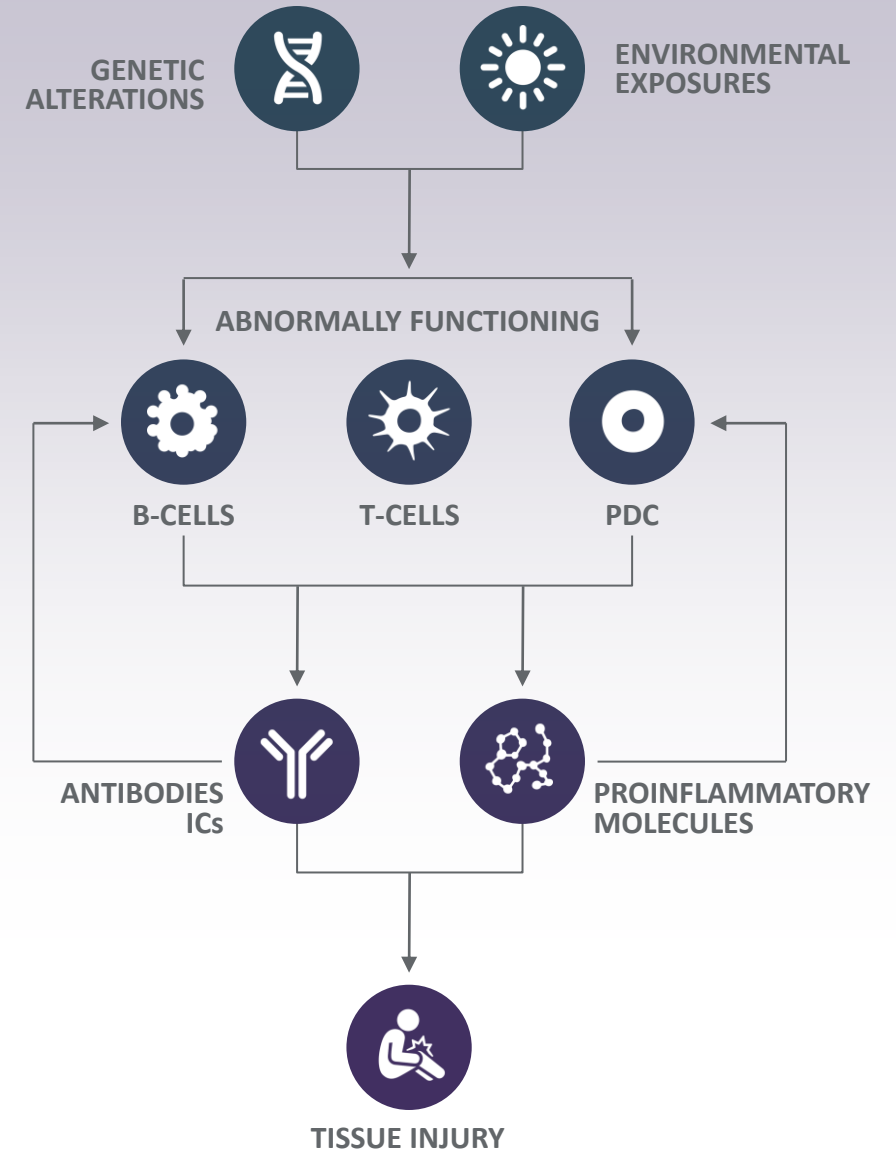 GENETIC
ALTERATIONS
ENVIRONMENTAL
EXPOSURES
ABNORMALLY FUNCTIONING
B-CELLS
T-CELLS
PDC
ANTIBODIES
ICs
PROINFLAMMATORY
MOLECULES
TISSUE INJURY